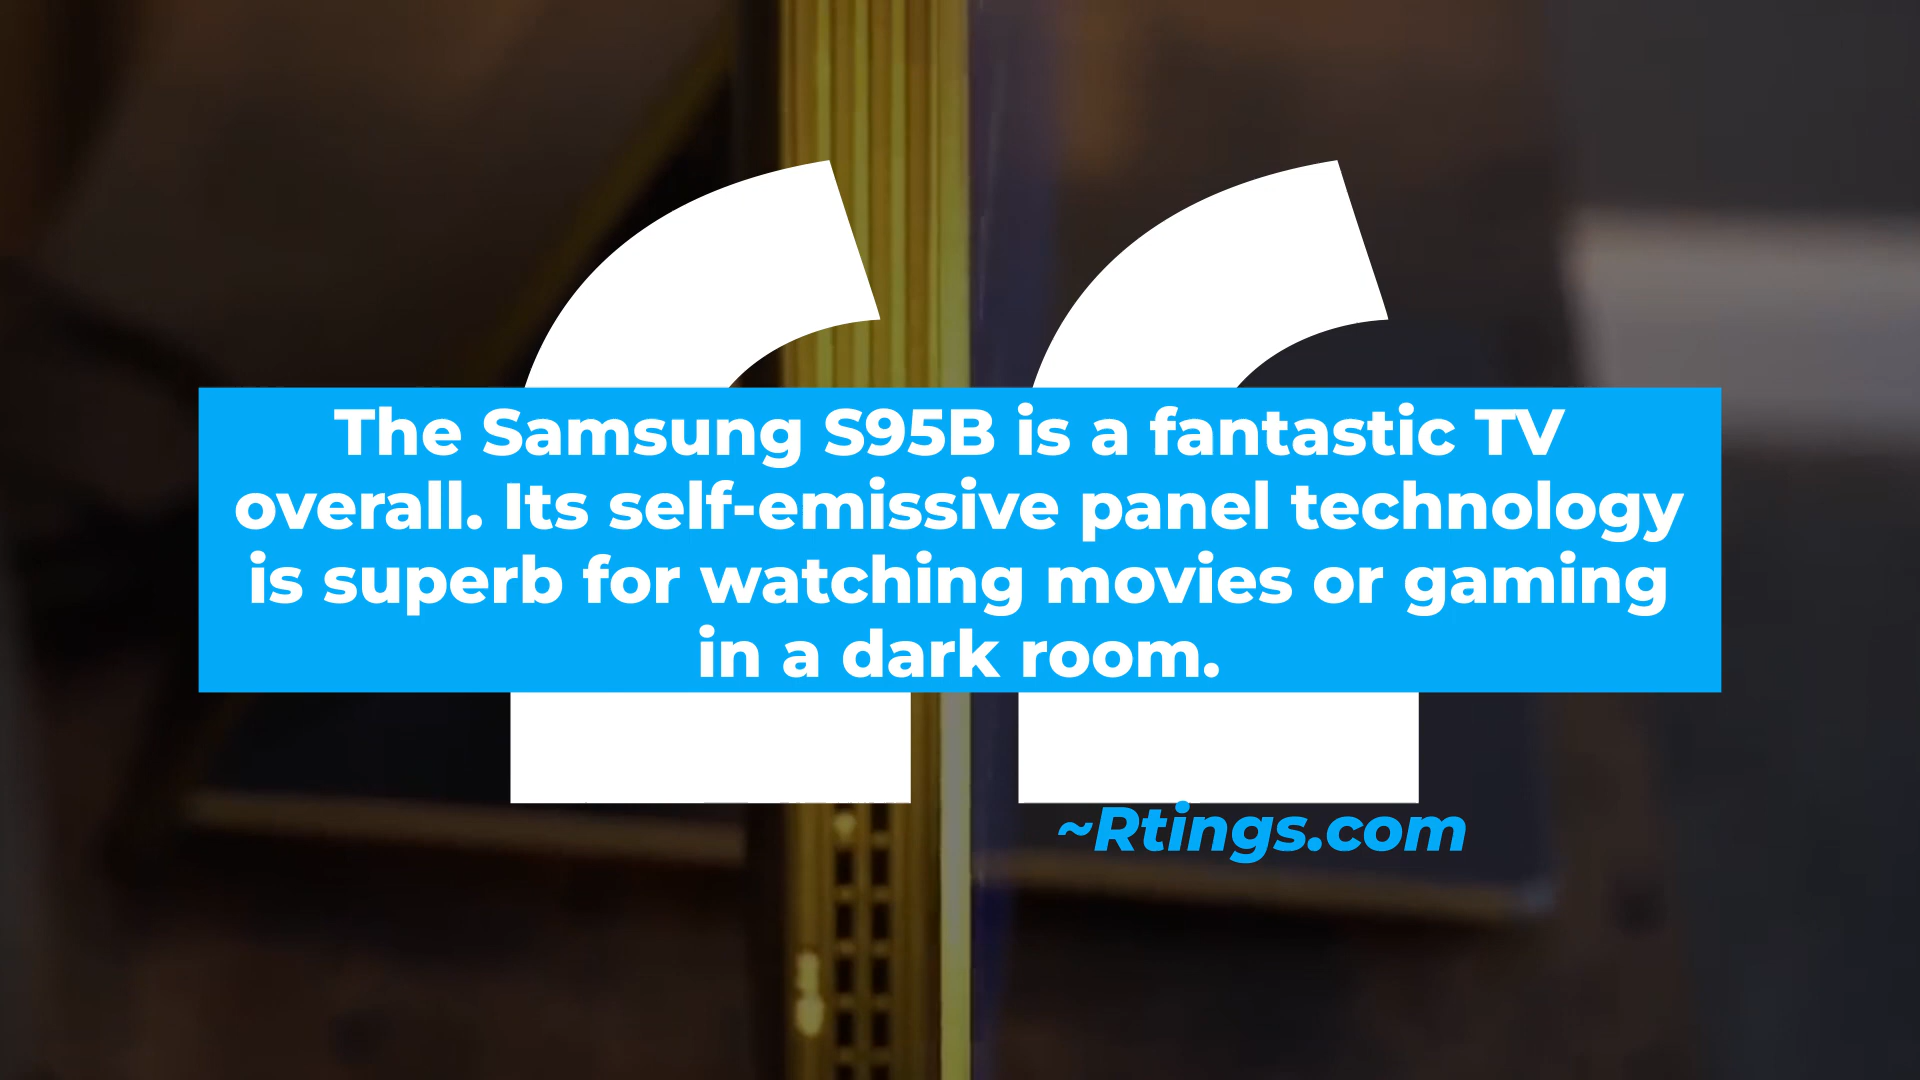 The Samsung S95B is a fantastic TV
overall. Its self-emissive panel technology
is superb for watching movies or gaming
in a dark room.
~Rtings.com